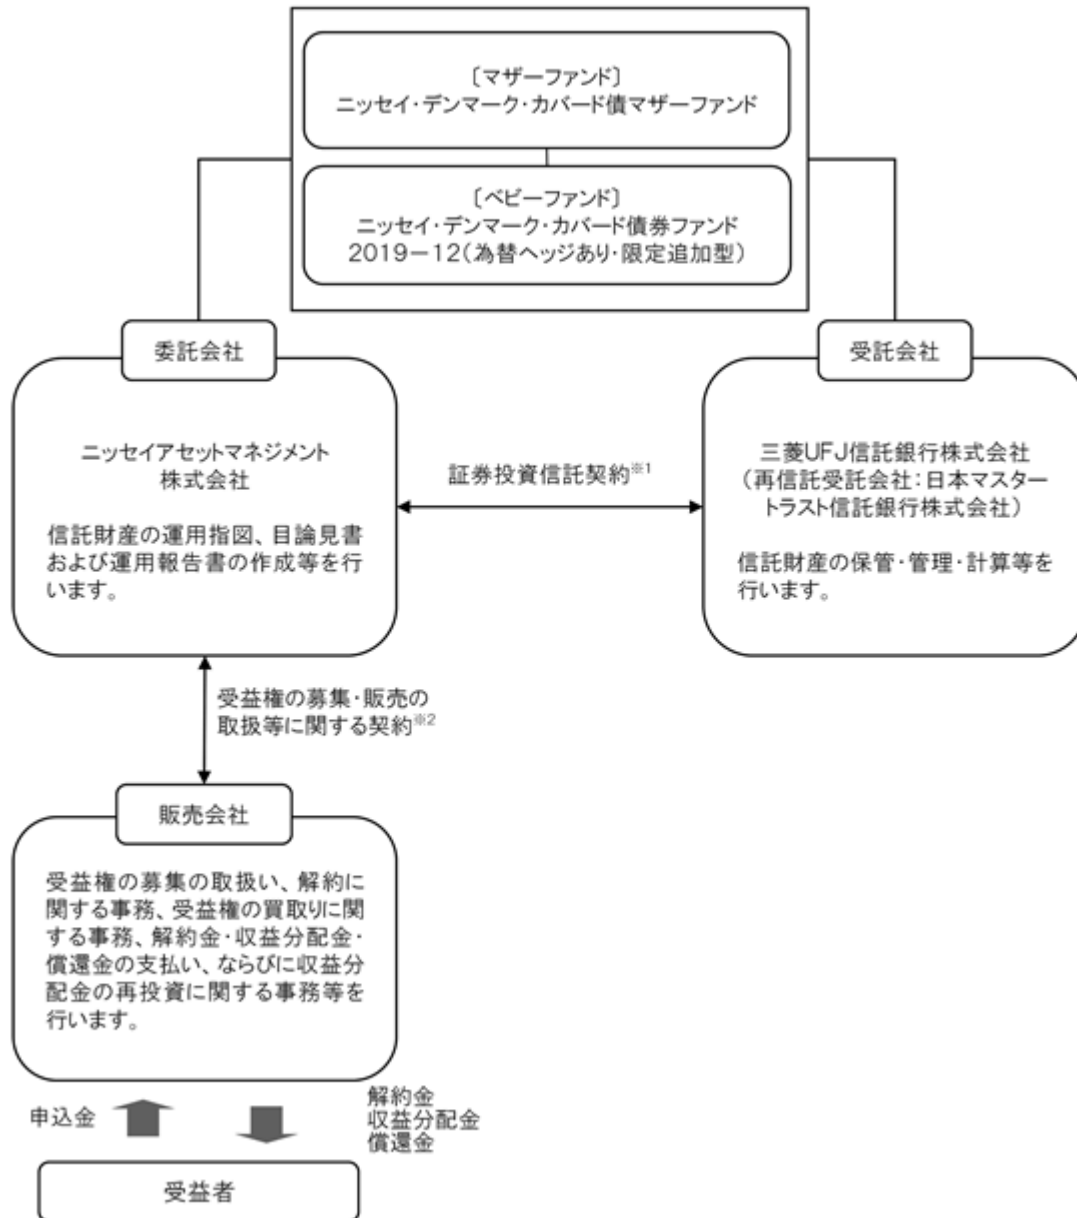 〔マザーファンド〕
ニッセイ・デンマーク・カバード債マザーファンド
〔ベビーファンド〕
ニッセイ・デンマーク・カバード債券ファンド
2019－12（為替ヘッジあり・限定追加型）
委託会社
ニッセイアセットマネジメント
株式会社
信託財産の運用指図、目論見書
および運用報告書の作成等を行
います。
証券投資信託契約※1
受託会社
三菱UFJ信託銀行株式会社
（再信託受託会社：日本マスター
トラスト信託銀行株式会社）
信託財産の保管・管理・計算等を
行います。
受益権の募集・販売の
取扱等に関する契約※2
販売会社
受益権の募集の取扱い、解約に
関する事務、受益権の買取りに関
する事務、解約金・収益分配金・
償還金の支払い、ならびに収益分
配金の再投資に関する事務等を
行います。
申込金
解約金
収益分配金
償還金
受益者